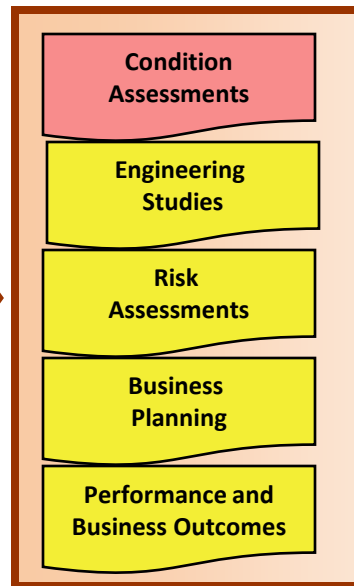 Condition
Assessments
Engineering
Studies
Risk
Assessments
Business
Planning
Performance and
Business Outcomes